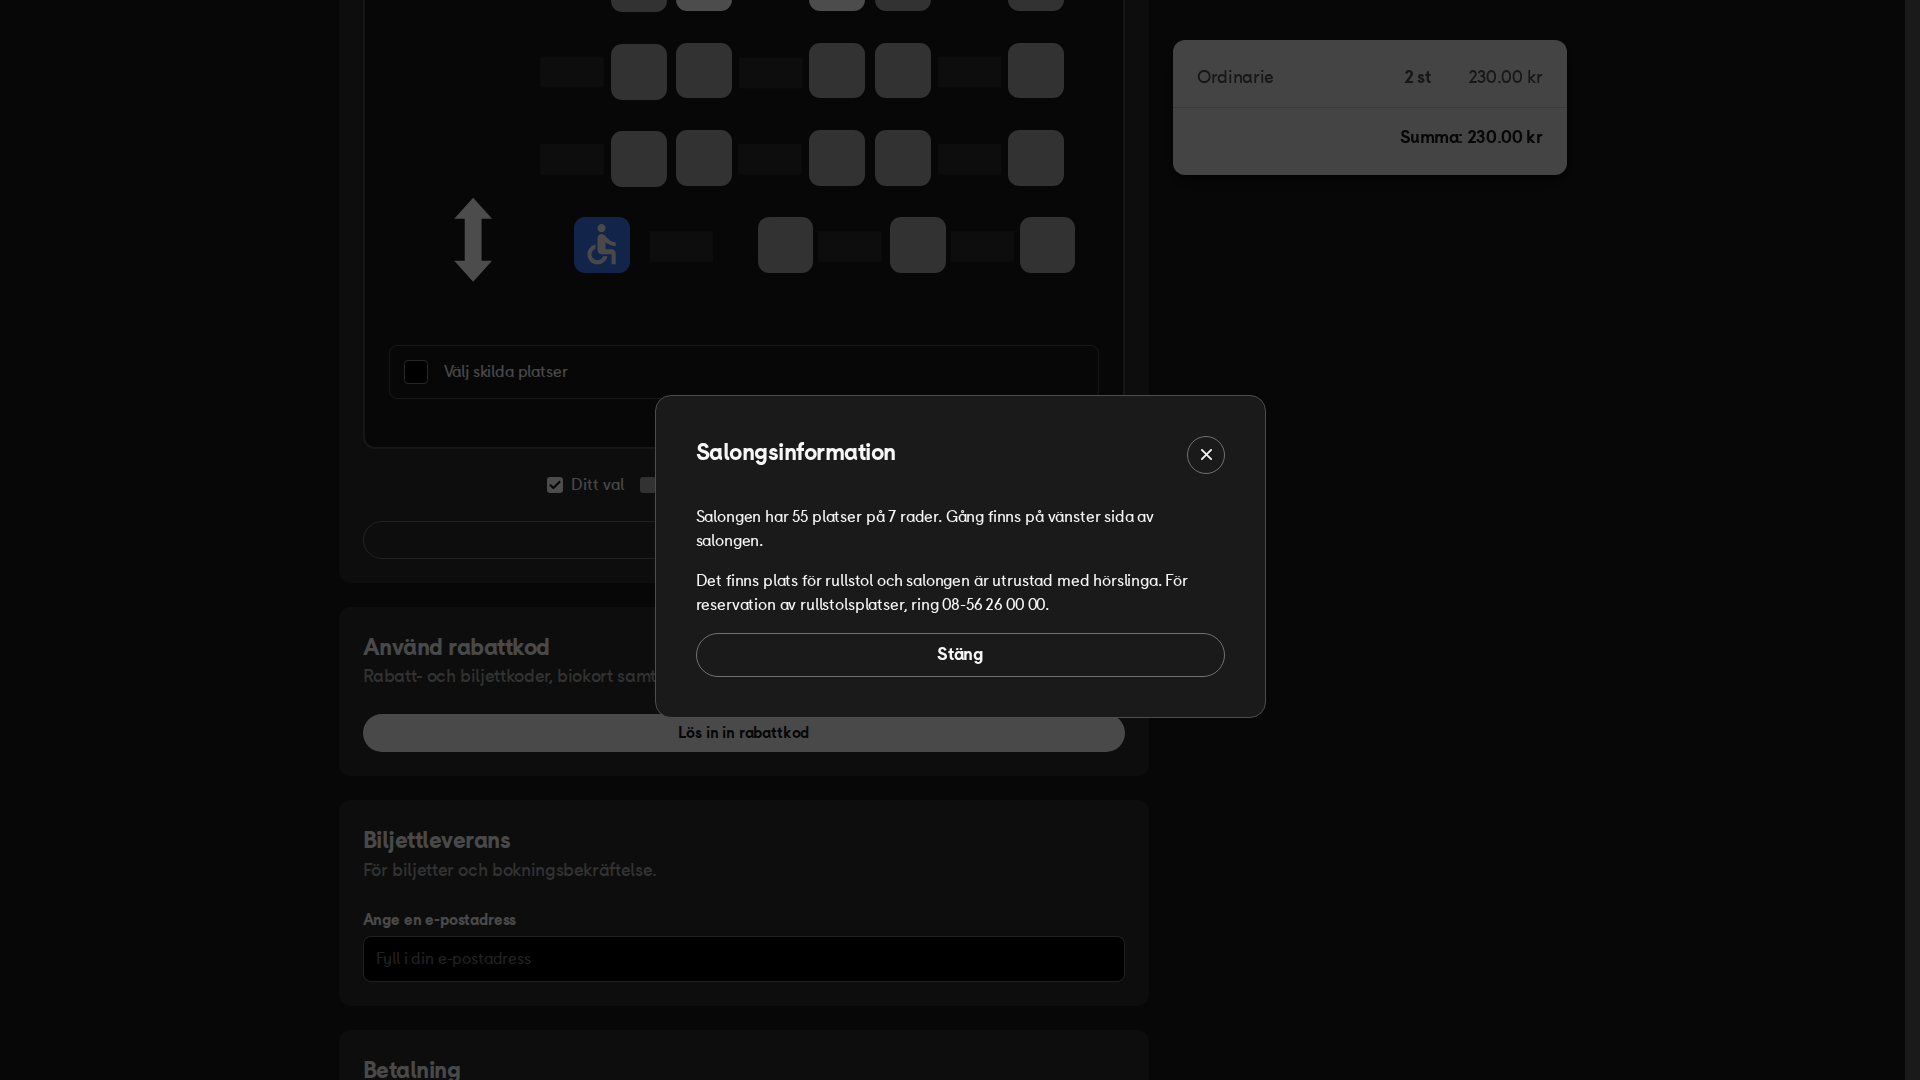 Ordinarie 2 st 230.00 kr
Summa: 230.00 kr
Välj skilda platser
Ditt val
Salongsinformation
Salongen har 55 platser på 7 rader. Gång finns på vänster sida av
salongen.
Det finns plats för rullstol och salongen är utrustad med hörslinga. För
reservation av rullstolsplatser, ring 08-56 26 00 00.
Stäng
Använd rabattkod
Rabatt- och biljettkoder, biokort samt
Lös in in rabattkod
Biljettleverans
För biljetter och bokningsbekräftelse.
Ange en e-postadress
Fyll i din e-postadress
Betalning